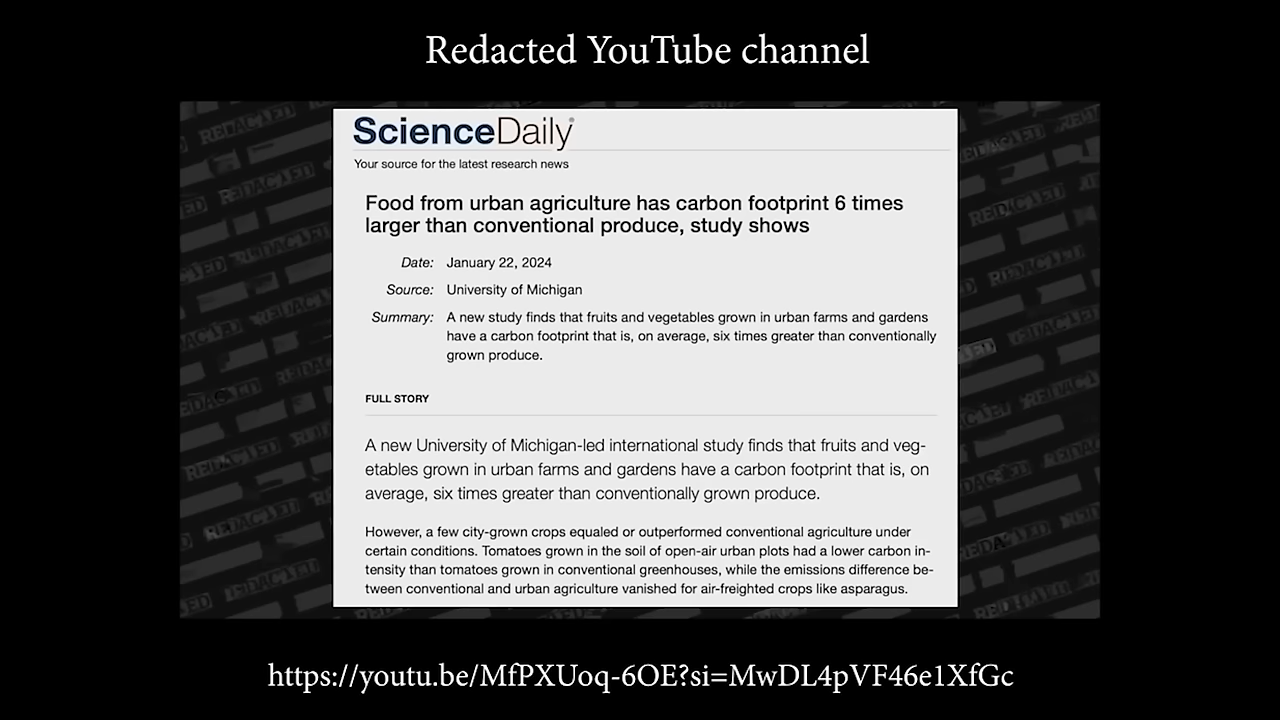 Redacted YouTube channel
ScienceDaily®
Your source for the latest research news
Food from urban agriculture has carbon footprint 6 times
larger than conventional produce, study shows
Date: January 22, 2024
Source: University of Michigan
Summary: A new study finds that fruits and vegetables grown in urban farms and gardens
have a carbon footprint that is, on average, six times greater than conventionally
grown produce.
FULL STORY
A new University of Michigan-led international study finds that fruits and veg-
etables grown in urban farms and gardens have a carbon footprint that is, on
average, six times greater than conventionally grown produce.
However, a few city-grown crops equaled or outperformed conventional agriculture under
certain conditions. Tomatoes grown in the soil of open-air urban plots had a lower carbon in-
tensity than tomatoes grown in conventional greenhouses, while the emissions difference be-
tween conventional and urban agriculture vanished for air-freighted crops like asparagus.
https://youtu.be/MfPXUoq-6OE?si=MwDL4pVF46e1XfGc